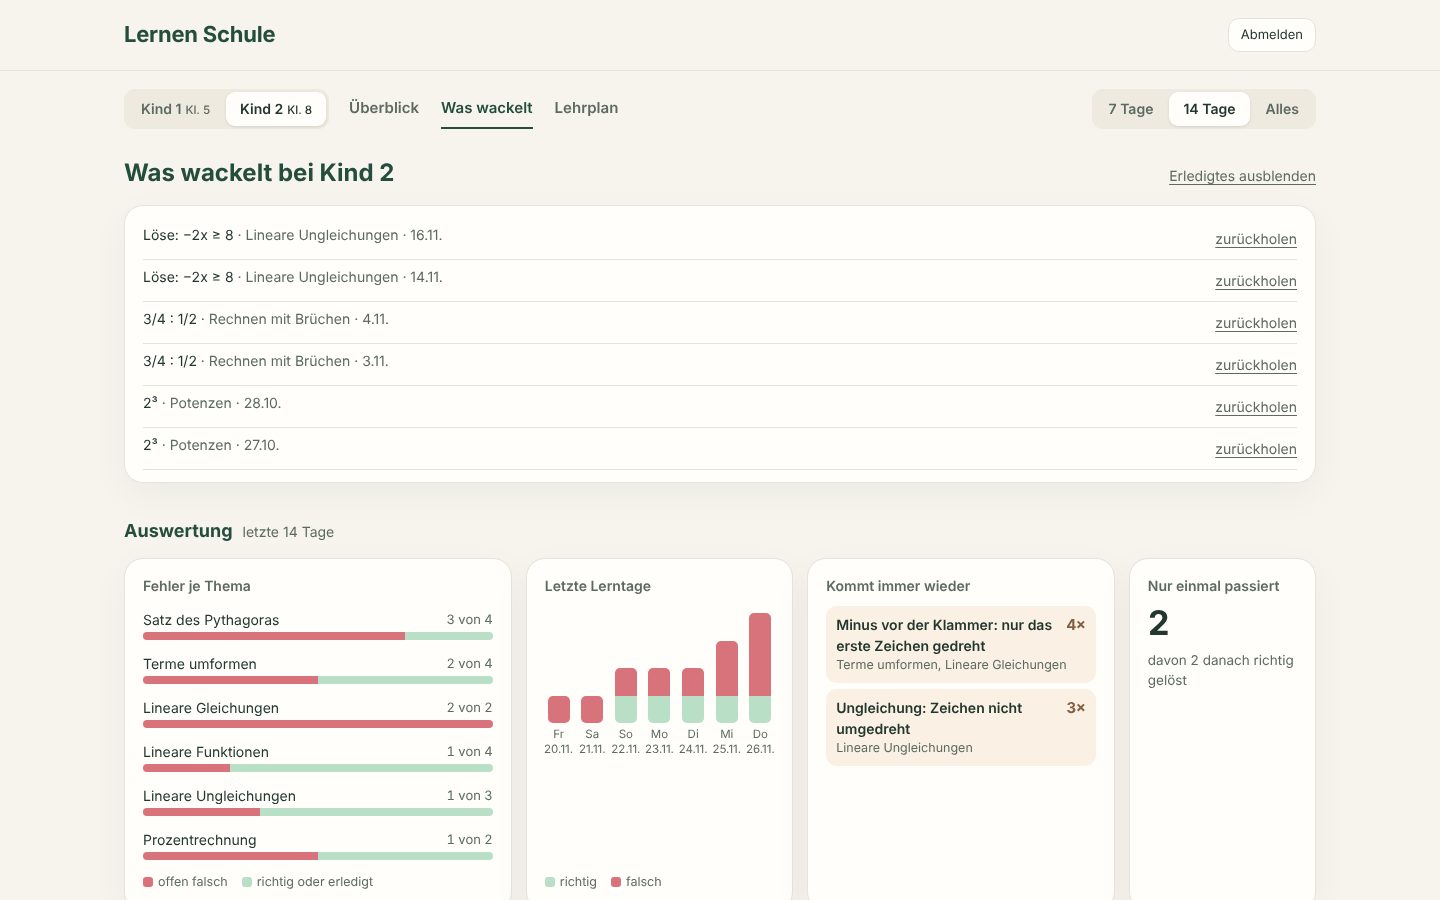 Lernen Schule
Abmelden
Kind 1 Kl. 5
Kind 2 Kl. 8
Überblick
Was wackelt
Lehrplan
7 Tage
14 Tage
Alles
Was wackelt bei Kind 2
Erledigtes ausblenden
Löse: −2x ≥ 8 · Lineare Ungleichungen · 16.11.
zurückholen
Löse: −2x ≥ 8 · Lineare Ungleichungen · 14.11.
zurückholen
3/4 : 1/2 · Rechnen mit Brüchen · 4.11.
zurückholen
3/4 : 1/2 · Rechnen mit Brüchen · 3.11.
zurückholen
2³ · Potenzen · 28.10.
zurückholen
2³ · Potenzen · 27.10.
zurückholen
Auswertung letzte 14 Tage
Fehler je Thema
Satz des Pythagoras 3 von 4
Terme umformen 2 von 4
Lineare Gleichungen 2 von 2
Lineare Funktionen 1 von 4
Lineare Ungleichungen 1 von 3
Prozentrechnung 1 von 2
offen falsch
richtig oder erledigt
Letzte Lerntage
Fr Sa So Mo Di Mi Do
20.11. 21.11. 22.11. 23.11. 24.11. 25.11. 26.11.
richtig
falsch
Kommt immer wieder
Minus vor der Klammer: nur das 4×
erste Zeichen gedreht
Terme umformen, Lineare Gleichungen
Ungleichung: Zeichen nicht 3×
umgedreht
Lineare Ungleichungen
Nur einmal passiert
2
davon 2 danach richtig
gelöst